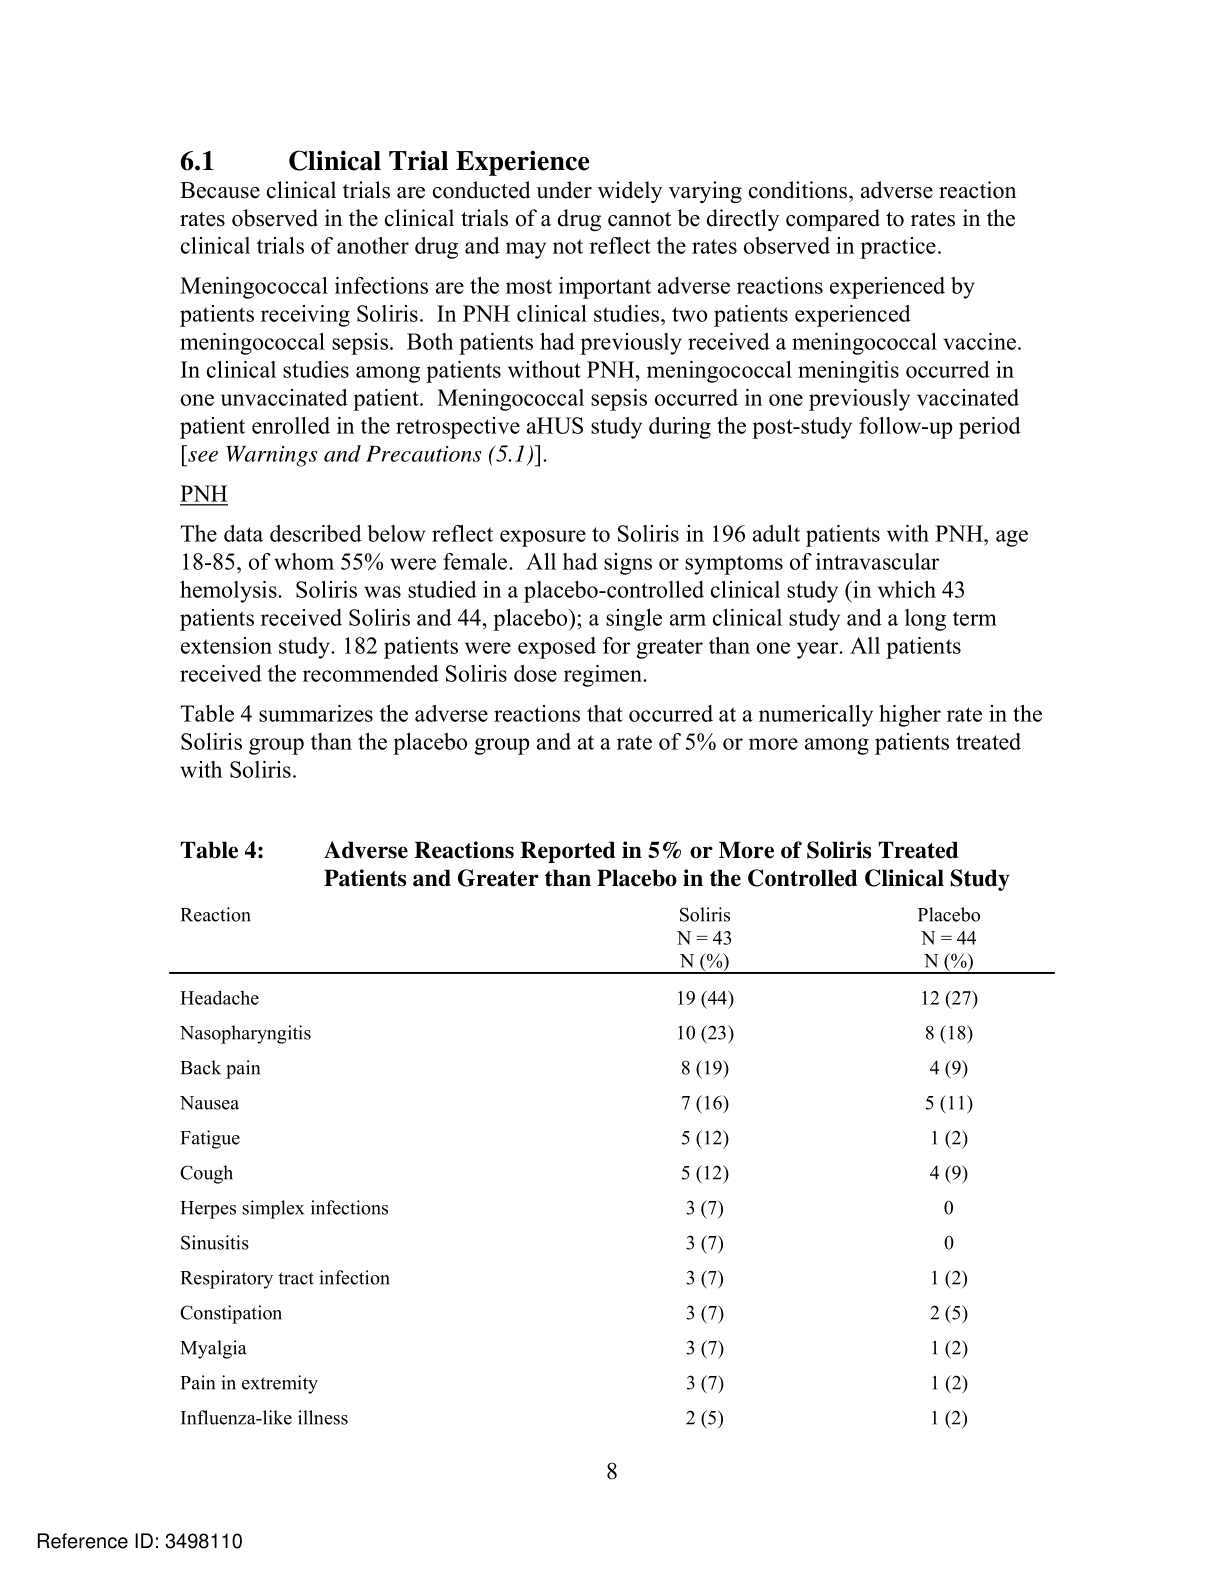 6.1 Clinical Trial Experience
Because clinical trials are conducted under widely varying conditions, adverse reaction
rates observed in the clinical trials of a drug cannot be directly compared to rates in the
clinical trials of another drug and may not reflect the rates observed in practice.
Meningococcal infections are the most important adverse reactions experienced by
patients receiving Soliris. In PNH clinical studies, two patients experienced
meningococcal sepsis. Both patients had previously received a meningococcal vaccine.
In clinical studies among patients without PNH, meningococcal meningitis occurred in
one unvaccinated patient. Meningococcal sepsis occurred in one previously vaccinated
patient enrolled in the retrospective aHUS study during the post-study follow-up period
[see Warnings and Precautions (5.1)].
PNH
The data described below reflect exposure to Soliris in 196 adult patients with PNH, age
18-85, of whom 55% were female. All had signs or symptoms of intravascular
hemolysis. Soliris was studied in a placebo-controlled clinical study (in which 43
patients received Soliris and 44, placebo); a single arm clinical study and a long term
extension study. 182 patients were exposed for greater than one year. All patients
received the recommended Soliris dose regimen.
Table 4 summarizes the adverse reactions that occurred at a numerically higher rate in the
Soliris group than the placebo group and at a rate of 5% or more among patients treated
with Soliris.
Table 4: Adverse Reactions Reported in 5% or More of Soliris Treated
Patients and Greater than Placebo in the Controlled Clinical Study
Reaction Soliris Placebo
N = 43 N = 44
N (%) N (%)
Headache 19 (44) 12 (27)
Nasopharyngitis 10 (23) 8 (18)
Back pain 8 (19) 4 (9)
Nausea 7 (16) 5 (11)
Fatigue 5 (12) 1 (2)
Cough 5 (12) 4 (9)
Herpes simplex infections 3 (7) 0
Sinusitis 3 (7) 0
Respiratory tract infection 3 (7) 1 (2)
Constipation 3 (7) 2 (5)
Myalgia 3 (7) 1 (2)
Pain in extremity 3 (7) 1 (2)
Influenza-like illness 2 (5) 1 (2)
8
Reference ID: 3498110